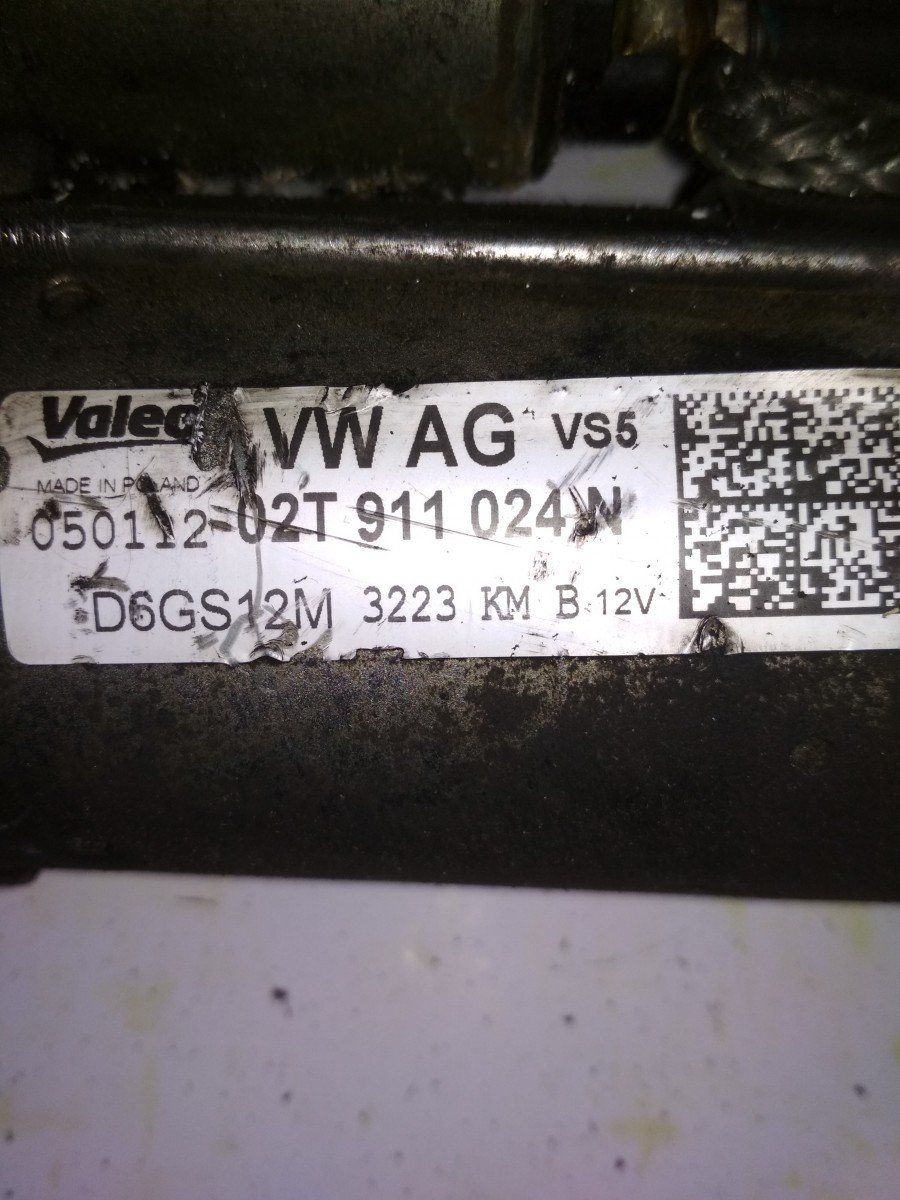 Valeo VW AG VS5
MADE IN POLAND
050112 02T 911 024 N
D6GS12M 3223 KM B 12V